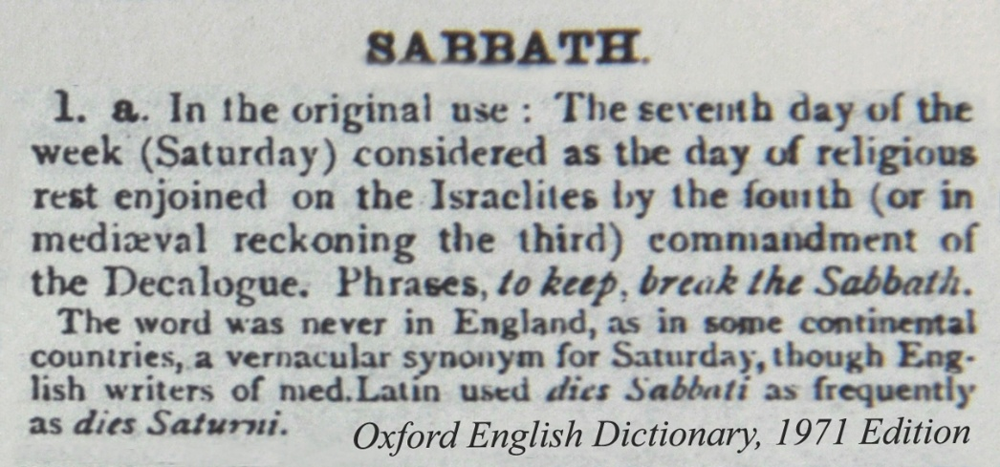 SABBATH.
1. a. In the original use : The seventh day of the
week (Saturday) considered as the day of religious
rest enjoined on the Israelites by the fourth (or in
mediæval reckoning the third) commandment of
the Decalogue. Phrases, to keep, break the Sabbath.
The word was never in England, as in some continental
countries, a vernacular synonym for Saturday, though Eng-
lish writers of med.Latin used dies Sabbati as frequently
as dies Saturni.
Oxford English Dictionary, 1971 Edition